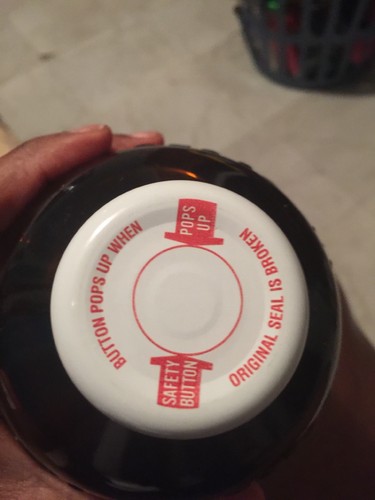 BUTTON POPS UP WHEN
ORIGINAL SEAL IS BROKEN
POPS
UP
SAFETY
BUTTON